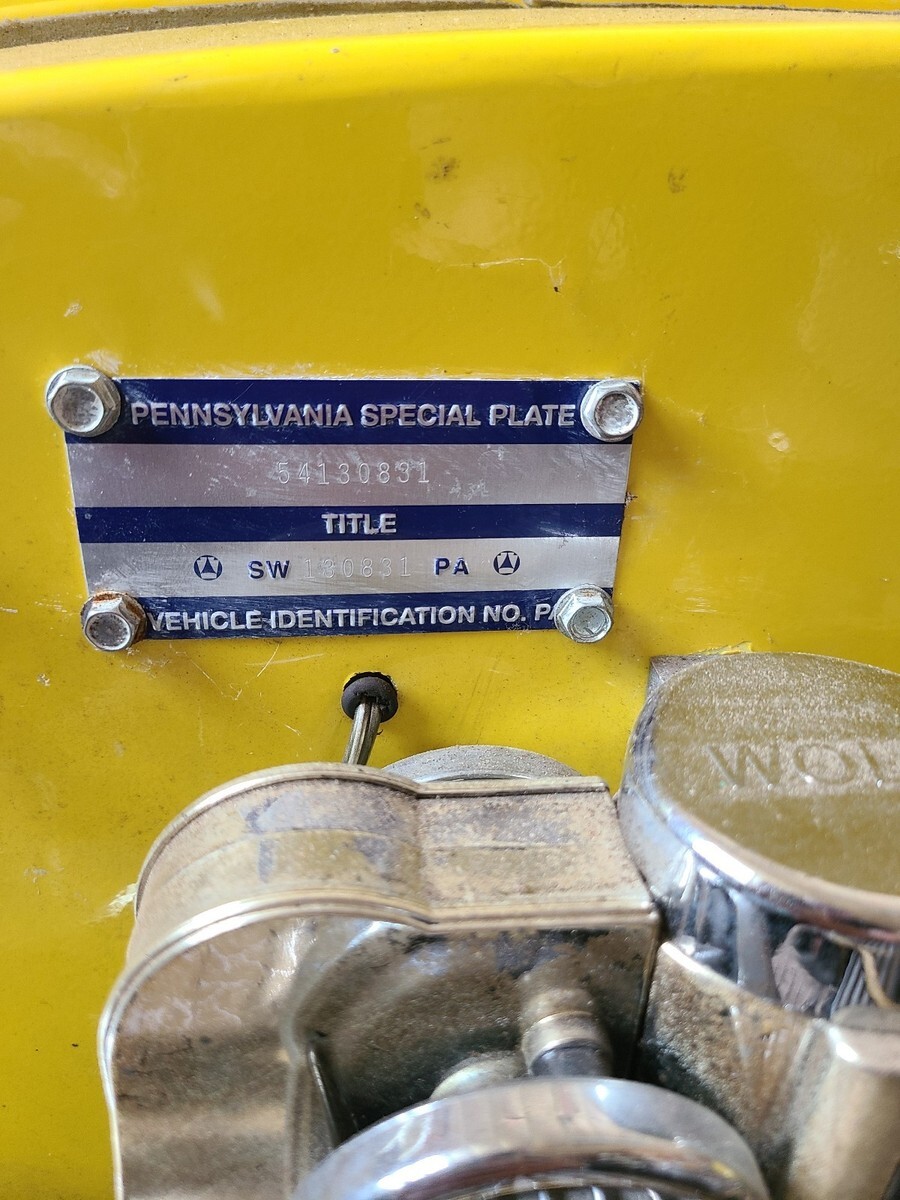 PENNSYLVANIA SPECIAL PLATE
54130831
TITLE
SW 130831 PA
VEHICLE IDENTIFICATION NO. PA